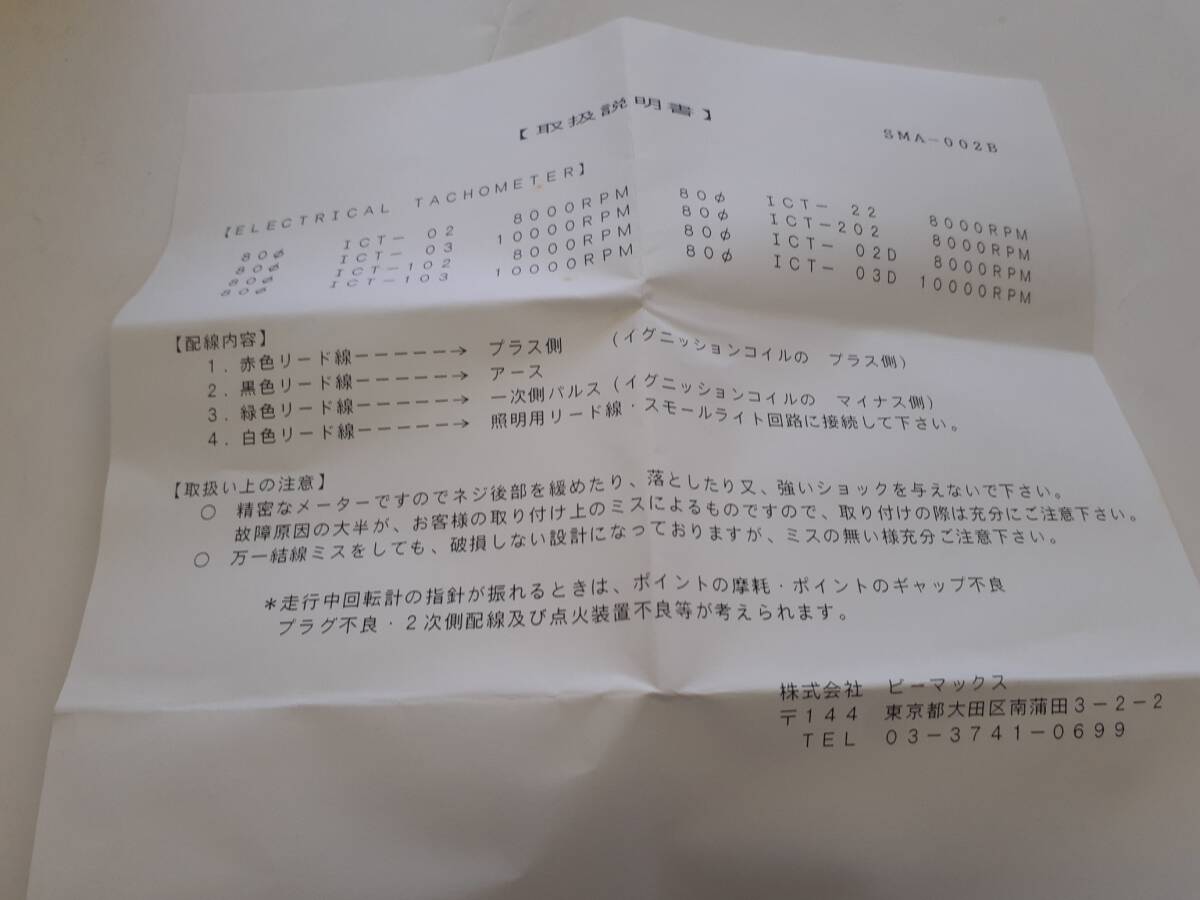 【取扱説明書】
SMA-002B
【ELECTRICAL TACHOMETER】
80φ ICT- 02 8000RPM 80φ ICT- 22 8000RPM
80φ ICT- 03 10000RPM 80φ ICT-202 8000RPM
80φ ICT-102 8000RPM 80φ ICT- 02D 8000RPM
80φ ICT-103 10000RPM 80φ ICT- 03D 10000RPM
【配線内容】
1.赤色リード線------→ プラス側 (イグニッションコイルの プラス側)
2.黒色リード線------→ アース
3.緑色リード線------→ 一次側パルス(イグニッションコイルの マイナス側)
4.白色リード線------→ 照明用リード線・スモールライト回路に接続して下さい。
【取扱い上の注意】
○ 精密なメーターですのでネジ後部を緩めたり、落としたり又、強いショックを与えないで下さい。
故障原因の大半が、お客様の取り付け上のミスによるものですので、取り付けの際は充分にご注意下さい。
○ 万一結線ミスをしても、破損しない設計になっておりますが、ミスの無い様充分ご注意下さい。
*走行中回転計の指針が振れるときは、ポイントの摩耗・ポイントのギャップ不良
プラグ不良・2次側配線及び点火装置不良等が考えられます。
株式会社 ビーマックス
〒144 東京都大田区南蒲田3-2-2
TEL 03-3741-0699